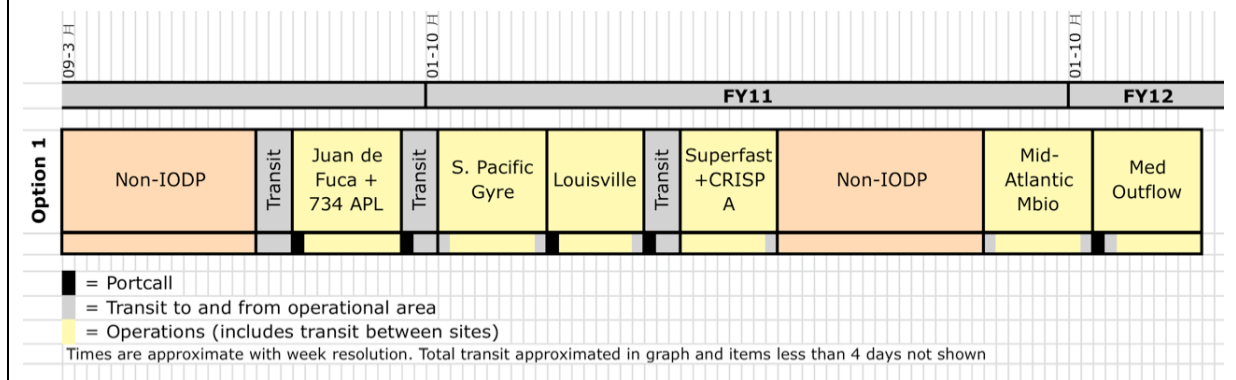 09-3 月
01-10 月
01-10 月
FY11
FY12
Option 1
Non-IODP
Transit
Juan de
Fuca +
734 APL
Transit
S. Pacific
Gyre
Louisville
Transit
Superfast
+CRISP
A
Non-IODP
Mid-
Atlantic
Mbio
Med
Outflow
= Portcall
= Transit to and from operational area
= Operations (includes transit between sites)
Times are approximate with week resolution. Total transit approximated in graph and items less than 4 days not shown